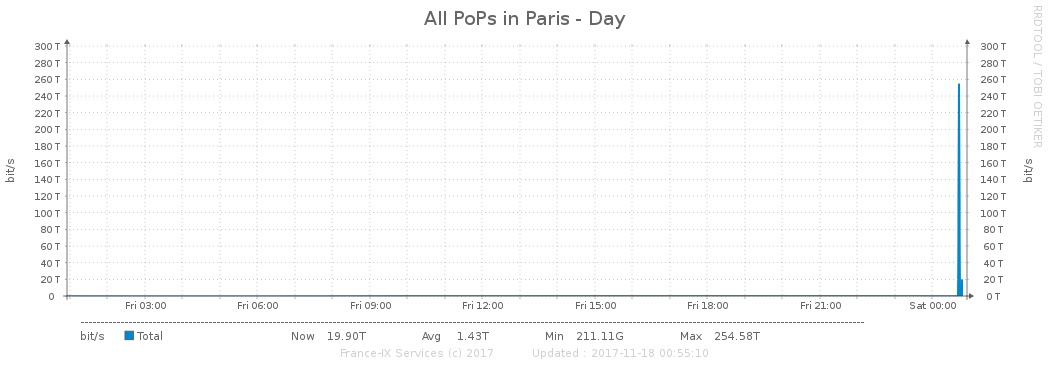 All PoPs in Paris - Day
RRDTOOL / TOBI OETIKER
bit/s
300 T 300 T
280 T 280 T
260 T 260 T
240 T 240 T
220 T 220 T
200 T 200 T
180 T 180 T
160 T 160 T
140 T 140 T
120 T 120 T
100 T 100 T
80 T 80 T
60 T 60 T
40 T 40 T
20 T 20 T
0 0 T
bit/s
Fri 03:00 Fri 06:00 Fri 09:00 Fri 12:00 Fri 15:00 Fri 18:00 Fri 21:00 Sat 00:00
bit/s Total Now 19.90T Avg 1.43T Min 211.11G Max 254.58T
France-IX Services (c) 2017 Updated : 2017-11-18 00:55:10